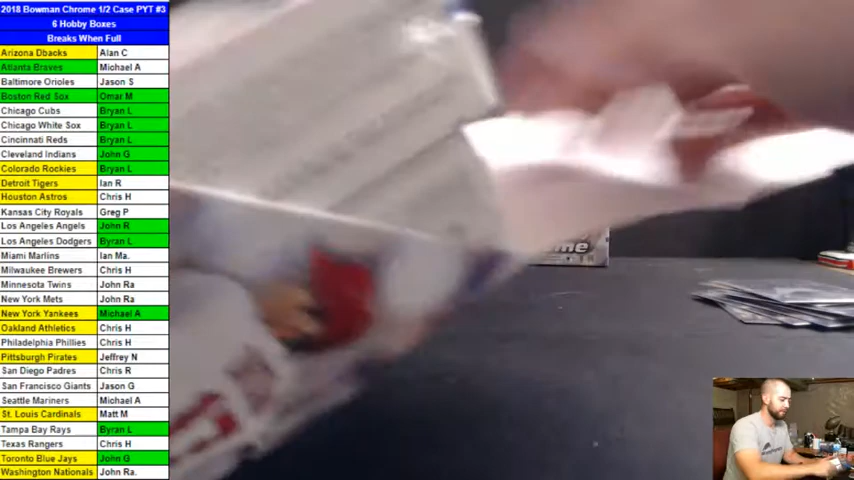 2018 Bowman Chrome 1/2 Case PYT #3
6 Hobby Boxes
Breaks When Full
Arizona Dbacks Alan C
Atlanta Braves Michael A
Baltimore Orioles Jason S
Boston Red Sox Omar M
Chicago Cubs Bryan L
Chicago White Sox Bryan L
Cincinnati Reds Bryan L
Cleveland Indians John G
Colorado Rockies Bryan L
Detroit Tigers Ian R
Houston Astros Chris H
Kansas City Royals Greg P
Los Angeles Angels John R
Los Angeles Dodgers Byran L
Miami Marlins Ian Ma.
Milwaukee Brewers Chris H
Minnesota Twins John Ra
New York Mets John Ra
New York Yankees Michael A
Oakland Athletics Chris H
Philadelphia Phillies Chris H
Pittsburgh Pirates Jeffrey N
San Diego Padres Chris R
San Francisco Giants Jason G
Seattle Mariners Michael A
St. Louis Cardinals Matt M
Tampa Bay Rays Byran L
Texas Rangers Chris H
Toronto Blue Jays John G
Washington Nationals John Ra.